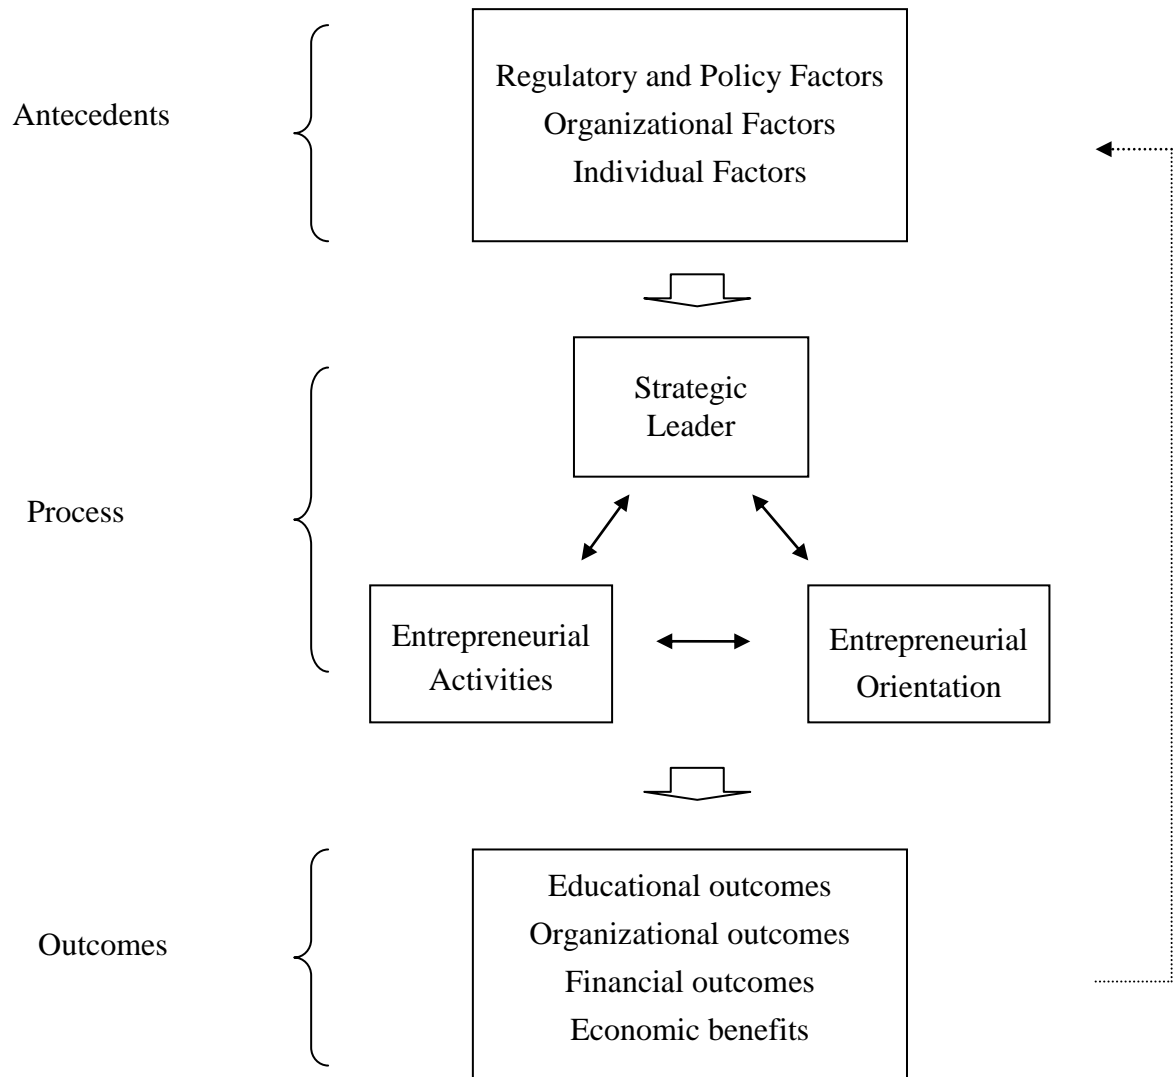 Antecedents
Regulatory and Policy Factors
Organizational Factors
Individual Factors
Process
Strategic
Leader
Entrepreneurial
Activities
Entrepreneurial
Orientation
Outcomes
Educational outcomes
Organizational outcomes
Financial outcomes
Economic benefits